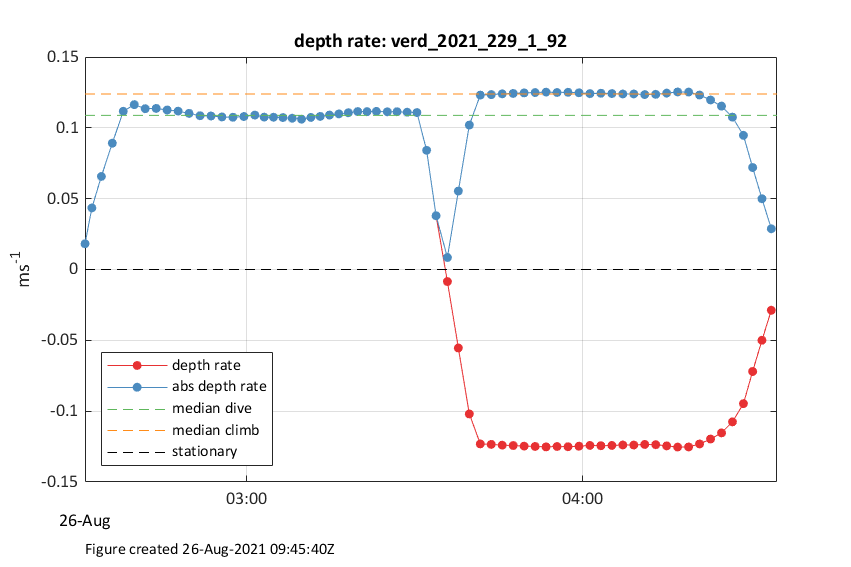 depth rate: verd_2021_229_1_92
0.15
0.1
0.05
0
-0.05
-0.1
-0.15
ms-1
depth rate
abs depth rate
median dive
median climb
stationary
03:00
04:00
26-Aug
Figure created 26-Aug-2021 09:45:40Z